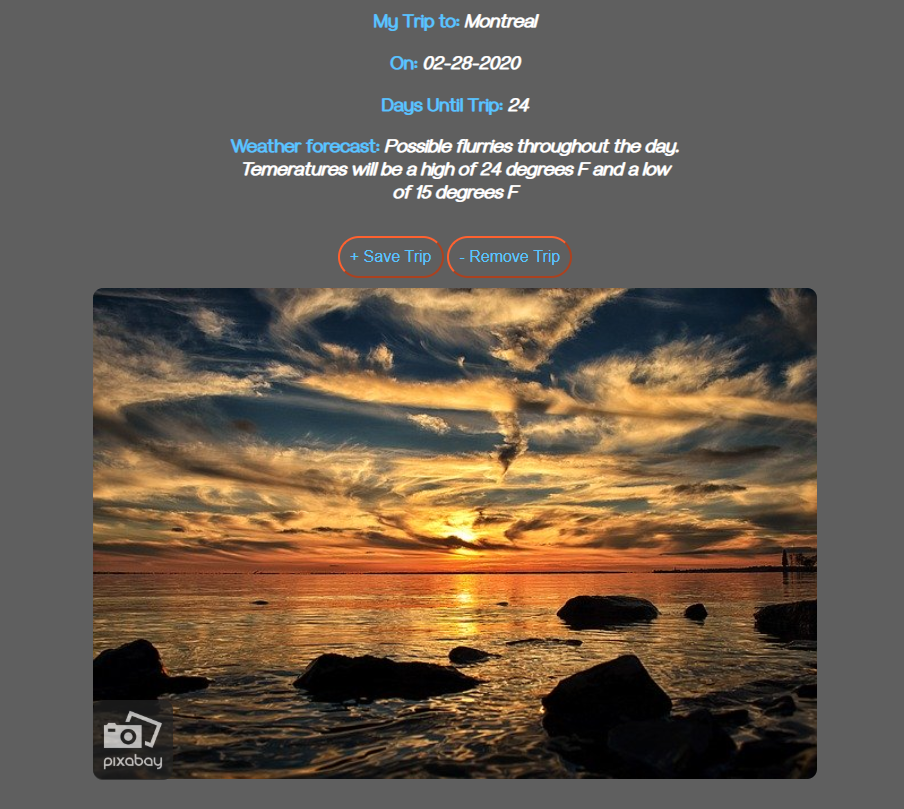 My Trip to: Montreal
On: 02-28-2020
Days Until Trip: 24
Weather forecast: Possible flurries throughout the day.
Temeratures will be a high of 24 degrees F and a low
of 15 degrees F
+ Save Trip - Remove Trip
pixabay